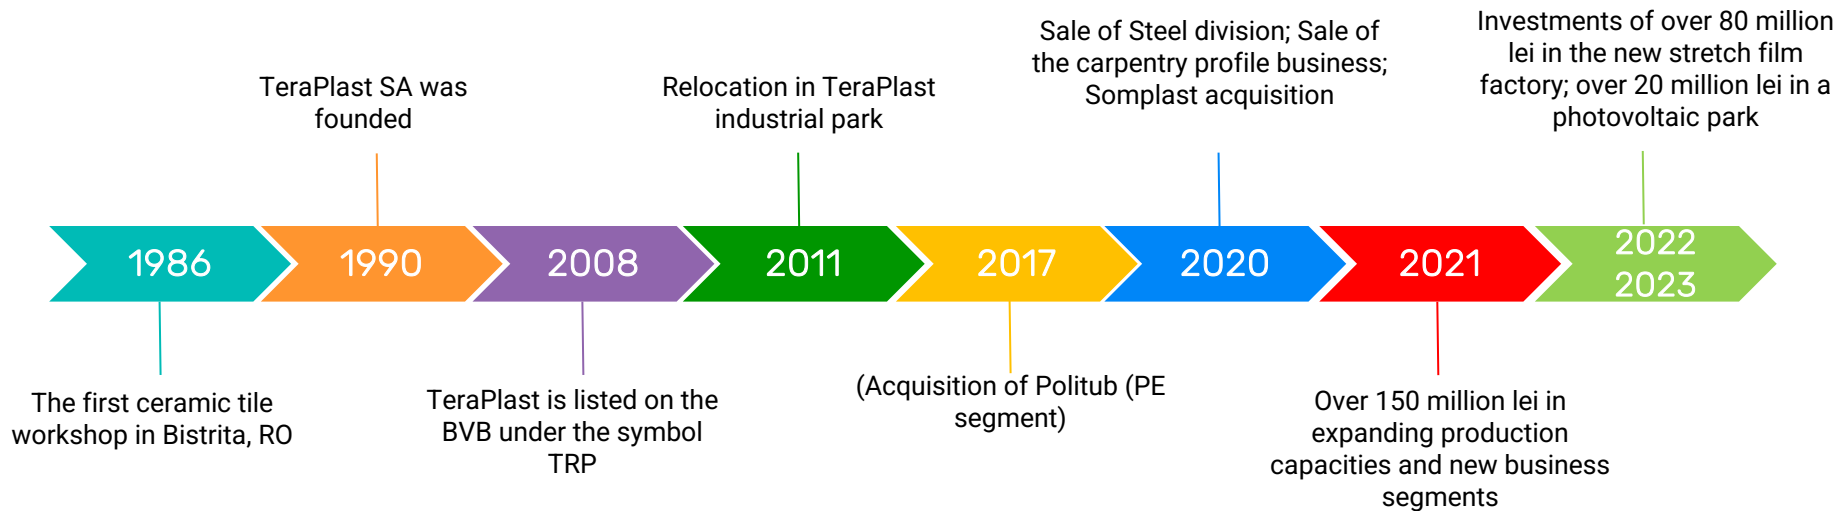 Sale of Steel division; Sale of
the carpentry profile business;
Somplast acquisition
Investments of over 80 million
lei in the new stretch film
factory; over 20 million lei in a
photovoltaic park
TeraPlast SA was
founded
Relocation in TeraPlast
industrial park
1986
1990
2008
2011
2017
2020
2021
2022
2023
The first ceramic tile
workshop in Bistrita, RO
TeraPlast is listed on the
BVB under the symbol
TRP
(Acquisition of Politub (PE
segment)
Over 150 million lei in
expanding production
capacities and new business
segments